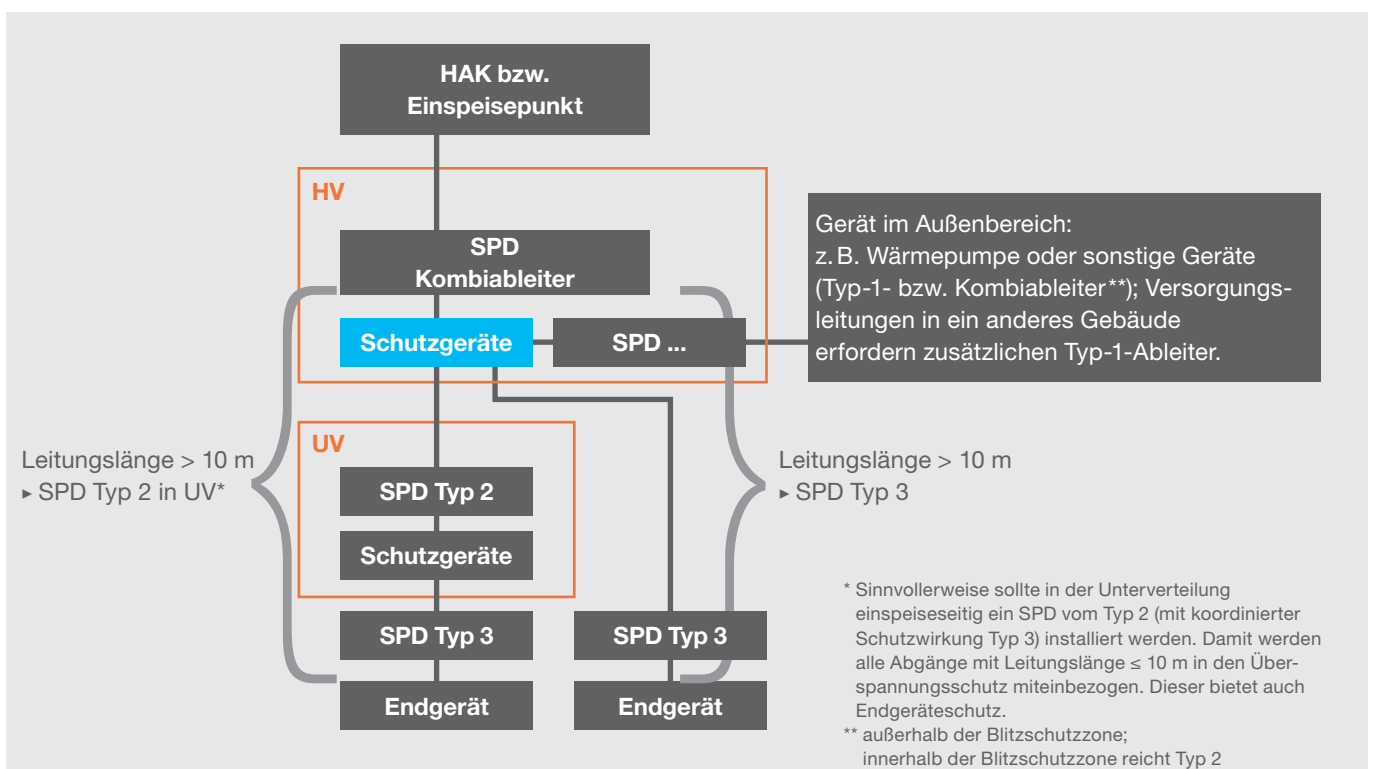 HAK bzw.
Einspeisepunkt
HV
SPD
Kombiableiter
Gerät im Außenbereich:
z. B. Wärmepumpe oder sonstige Geräte
(Typ-1- bzw. Kombiableiter**); Versorgungs-
leitungen in ein anderes Gebäude
erfordern zusätzlichen Typ-1-Ableiter.
Schutzgeräte
SPD ...
UV
Leitungslänge > 10 m
▸ SPD Typ 2 in UV*
Leitungslänge > 10 m
▸ SPD Typ 3
SPD Typ 2
Schutzgeräte
SPD Typ 3
SPD Typ 3
Endgerät
Endgerät
* Sinnvollerweise sollte in der Unterverteilung
einspeiseseitig ein SPD vom Typ 2 (mit koordinierter
Schutzwirkung Typ 3) installiert werden. Damit werden
alle Abgänge mit Leitungslänge ≤ 10 m in den Über-
spannungsschutz miteinbezogen. Dieser bietet auch
Endgeräteschutz.
** außerhalb der Blitzschutzzone;
innerhalb der Blitzschutzzone reicht Typ 2